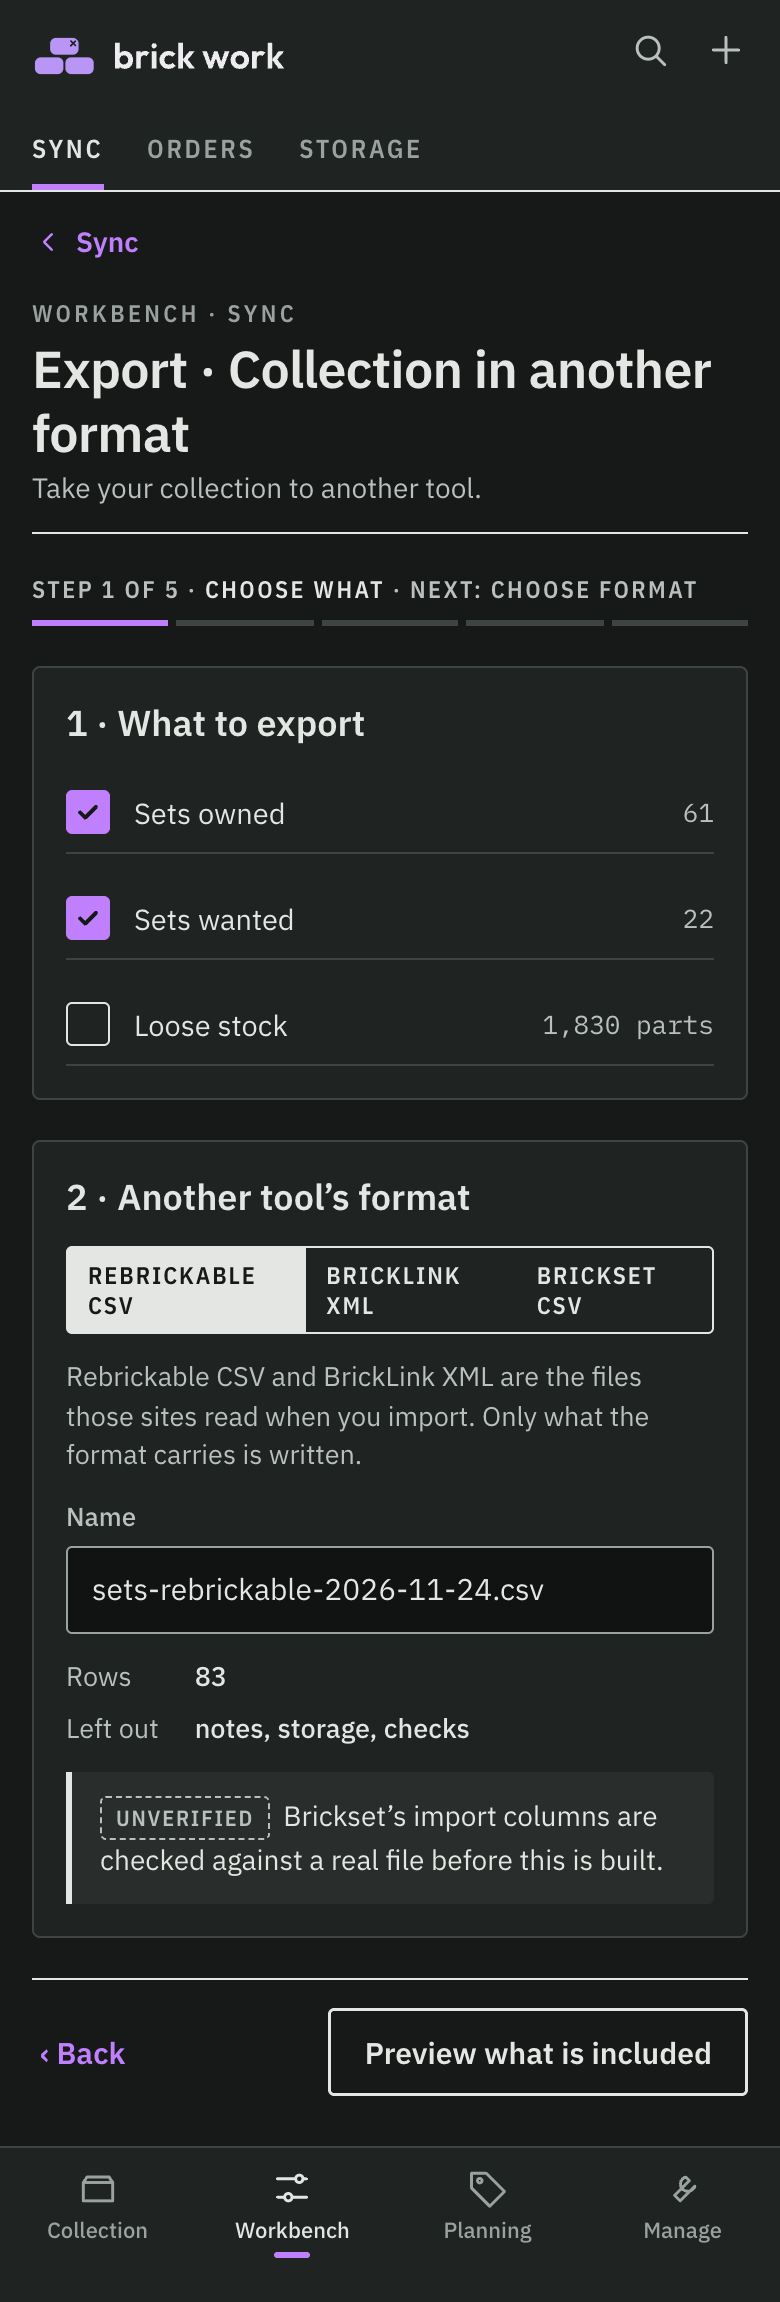 brick work
SYNC ORDERS STORAGE
Sync
WORKBENCH · SYNC
Export · Collection in another
format
Take your collection to another tool.
STEP 1 OF 5 · CHOOSE WHAT · NEXT: CHOOSE FORMAT
1 · What to export
Sets owned 61
Sets wanted 22
Loose stock 1,830 parts
2 · Another tool’s format
REBRICKABLE CSV BRICKLINK XML BRICKSET CSV
Rebrickable CSV and BrickLink XML are the files
those sites read when you import. Only what the
format carries is written.
Name
sets-rebrickable-2026-11-24.csv
Rows 83
Left out notes, storage, checks
UNVERIFIED Brickset’s import columns are
checked against a real file before this is built.
‹ Back Preview what is included
Collection Workbench Planning Manage